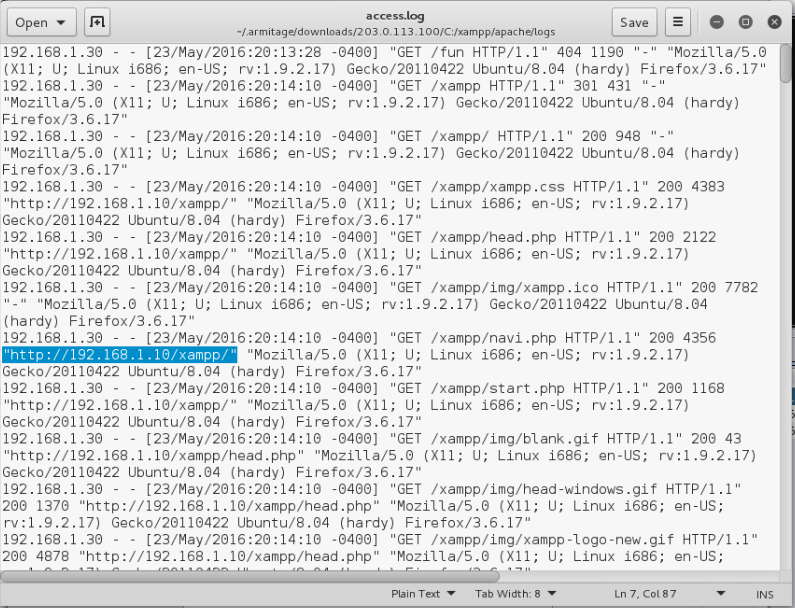 Open
access.log
~/.armitage/downloads/203.0.113.100/C:/xampp/apache/logs
Save
192.168.1.30 - - [23/May/2016:20:13:28 -0400] "GET /fun HTTP/1.1" 404 1190 "-" "Mozilla/5.0
(X11; U; Linux i686; en-US; rv:1.9.2.17) Gecko/20110422 Ubuntu/8.04 (hardy) Firefox/3.6.17"
192.168.1.30 - - [23/May/2016:20:14:10 -0400] "GET /xampp HTTP/1.1" 301 431 "-"
"Mozilla/5.0 (X11; U; Linux i686; en-US; rv:1.9.2.17) Gecko/20110422 Ubuntu/8.04 (hardy)
Firefox/3.6.17"
192.168.1.30 - - [23/May/2016:20:14:10 -0400] "GET /xampp/ HTTP/1.1" 200 948 "-"
"Mozilla/5.0 (X11; U; Linux i686; en-US; rv:1.9.2.17) Gecko/20110422 Ubuntu/8.04 (hardy)
Firefox/3.6.17"
192.168.1.30 - - [23/May/2016:20:14:10 -0400] "GET /xampp/xampp.css HTTP/1.1" 200 4383
"http://192.168.1.10/xampp/" "Mozilla/5.0 (X11; U; Linux i686; en-US; rv:1.9.2.17)
Gecko/20110422 Ubuntu/8.04 (hardy) Firefox/3.6.17"
192.168.1.30 - - [23/May/2016:20:14:10 -0400] "GET /xampp/head.php HTTP/1.1" 200 2122
"http://192.168.1.10/xampp/" "Mozilla/5.0 (X11; U; Linux i686; en-US; rv:1.9.2.17)
Gecko/20110422 Ubuntu/8.04 (hardy) Firefox/3.6.17"
192.168.1.30 - - [23/May/2016:20:14:10 -0400] "GET /xampp/img/xampp.ico HTTP/1.1" 200 7782
"-" "Mozilla/5.0 (X11; U; Linux i686; en-US; rv:1.9.2.17) Gecko/20110422 Ubuntu/8.04
(hardy) Firefox/3.6.17"
192.168.1.30 - - [23/May/2016:20:14:10 -0400] "GET /xampp/navi.php HTTP/1.1" 200 4356
"http://192.168.1.10/xampp/" "Mozilla/5.0 (X11; U; Linux i686; en-US; rv:1.9.2.17)
Gecko/20110422 Ubuntu/8.04 (hardy) Firefox/3.6.17"
192.168.1.30 - - [23/May/2016:20:14:10 -0400] "GET /xampp/start.php HTTP/1.1" 200 1168
"http://192.168.1.10/xampp/" "Mozilla/5.0 (X11; U; Linux i686; en-US; rv:1.9.2.17)
Gecko/20110422 Ubuntu/8.04 (hardy) Firefox/3.6.17"
192.168.1.30 - - [23/May/2016:20:14:10 -0400] "GET /xampp/img/blank.gif HTTP/1.1" 200 43
"http://192.168.1.10/xampp/head.php" "Mozilla/5.0 (X11; U; Linux i686; en-US; rv:1.9.2.17)
Gecko/20110422 Ubuntu/8.04 (hardy) Firefox/3.6.17"
192.168.1.30 - - [23/May/2016:20:14:10 -0400] "GET /xampp/img/head-windows.gif HTTP/1.1"
200 1370 "http://192.168.1.10/xampp/head.php" "Mozilla/5.0 (X11; U; Linux i686; en-US;
rv:1.9.2.17) Gecko/20110422 Ubuntu/8.04 (hardy) Firefox/3.6.17"
192.168.1.30 - - [23/May/2016:20:14:10 -0400] "GET /xampp/img/xampp-logo-new.gif HTTP/1.1"
200 4878 "http://192.168.1.10/xampp/head.php" "Mozilla/5.0 (X11; U; Linux i686; en-US;
Plain Text
Tab Width: 8
Ln 7, Col 87
INS